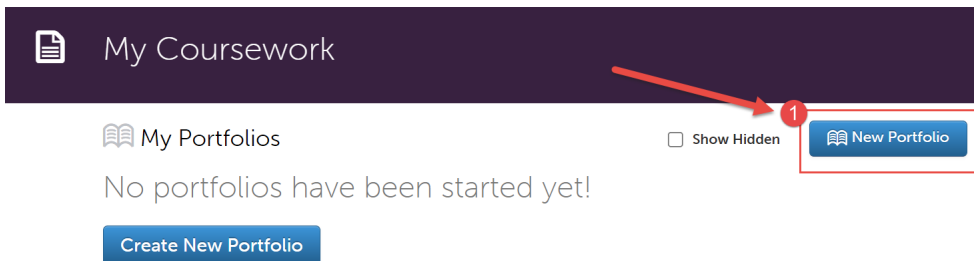 My Coursework
1
My Portfolios
Show Hidden
New Portfolio
No portfolios have been started yet!
Create New Portfolio